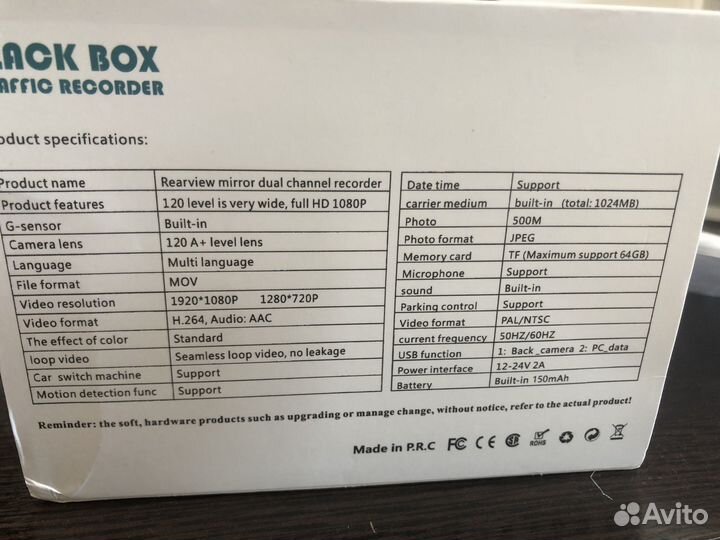 LACK BOX
AFFIC RECORDER
oduct specifications:
Product name Rearview mirror dual channel recorder
Product features 120 level is very wide, full HD 1080P
G-sensor Built-in
Camera lens 120 A+ level lens
Language Multi language
File format MOV
Video resolution 1920*1080P 1280*720P
Video format H.264, Audio: AAC
The effect of color Standard
loop video Seamless loop video, no leakage
Car switch machine Support
Motion detection func Support
Date time Support
carrier medium built-in (total: 1024MB)
Photo 500M
Photo format JPEG
Memory card TF (Maximum support 64GB)
Microphone Support
sound Built-in
Parking control Support
Video format PAL/NTSC
current frequency 50HZ/60HZ
USB function 1: Back_camera 2: PC_data
Power interface 12-24V 2A
Battery Built-in 150mAh
Reminder: the soft, hardware products such as upgrading or manage change, without notice, refer to the actual product!
Made in P.R.C FC CE ROHS
Avito